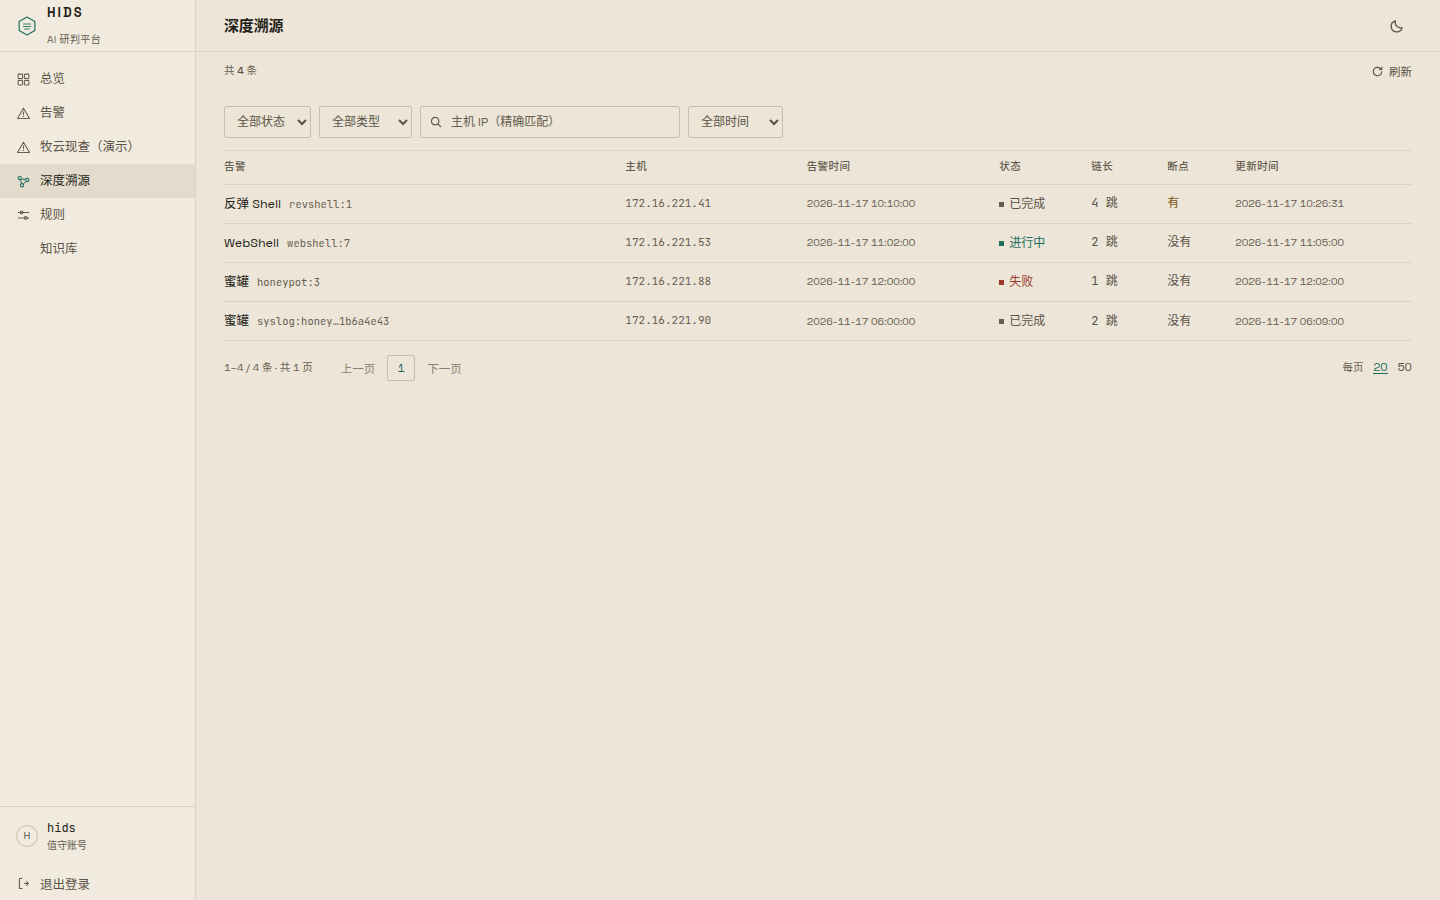 HIDS
AI 研判平台
总览
告警
牧云现查（演示）
深度溯源
规则
知识库
H
hids
值守账号
退出登录
深度溯源
共 4 条
刷新
全部状态 全部类型 主机 IP（精确匹配） 全部时间
告警 主机 告警时间 状态 链长 断点 更新时间
反弹 Shell revshell:1 172.16.221.41 2026-11-17 10:10:00 已完成 4 跳 有 2026-11-17 10:26:31
WebShell webshell:7 172.16.221.53 2026-11-17 11:02:00 进行中 2 跳 没有 2026-11-17 11:05:00
蜜罐 honeypot:3 172.16.221.88 2026-11-17 12:00:00 失败 1 跳 没有 2026-11-17 12:02:00
蜜罐 syslog:honey…1b6a4e43 172.16.221.90 2026-11-17 06:00:00 已完成 2 跳 没有 2026-11-17 06:09:00
1–4 / 4 条 · 共 1 页 上一页 1 下一页 每页 20 50